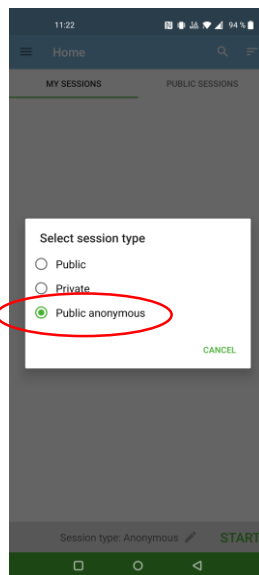 11:22
94 %
Home
MY SESSIONS PUBLIC SESSIONS
Select session type
Public
Private
Public anonymous
CANCEL
Session type: Anonymous START